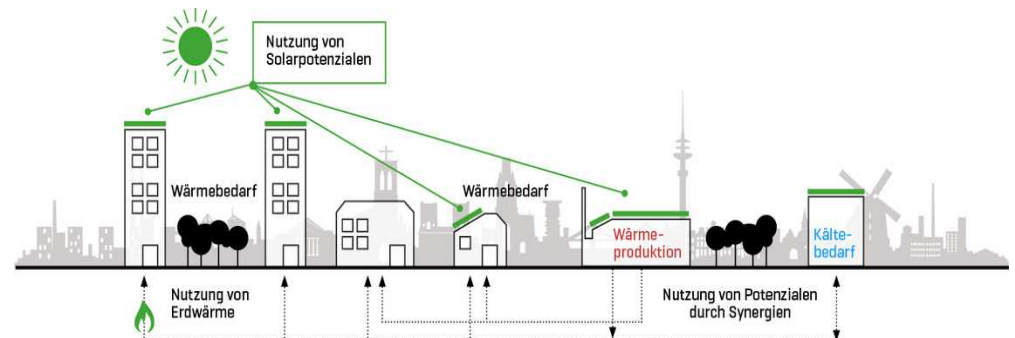 Nutzung von
Solarpotenzialen
Wärmebedarf
Wärmebedarf
Wärme-
produktion
Kälte-
bedarf
Nutzung von
Erdwärme
Nutzung von Potenzialen
durch Synergien